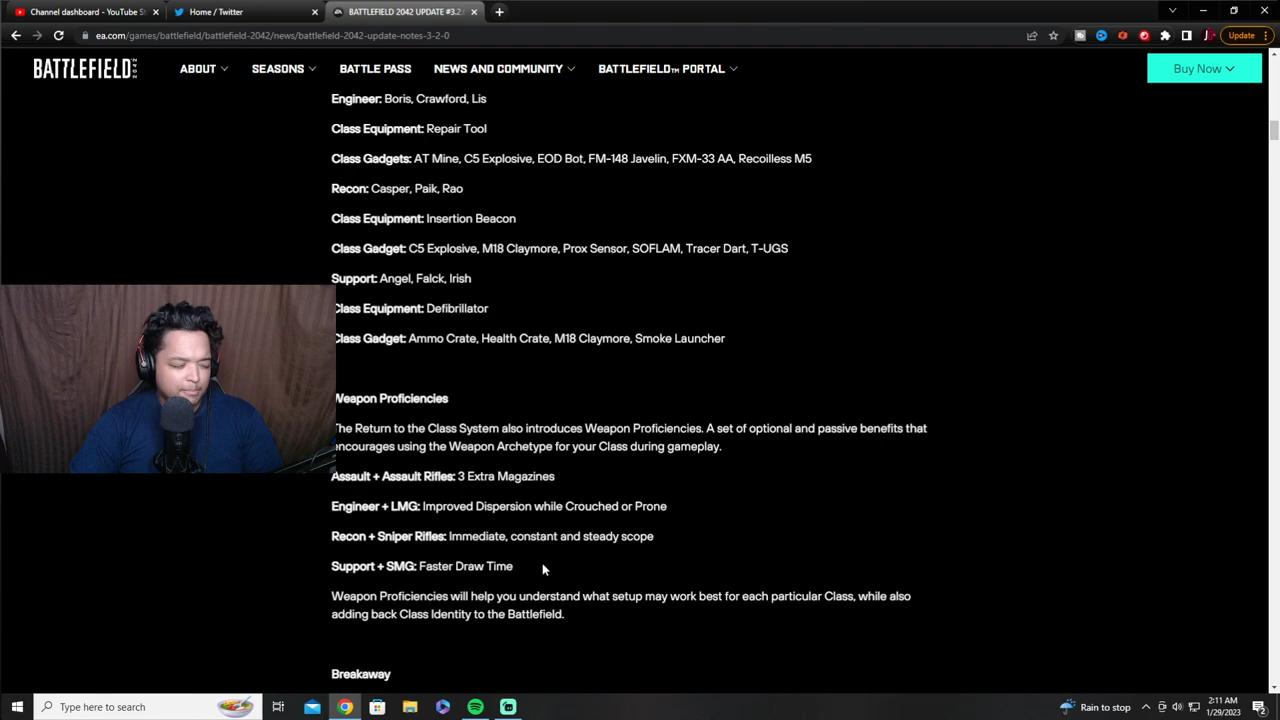 Channel dashboard - YouTube St
Home / Twitter
BATTLEFIELD 2042 UPDATE #3.2.
ea.com/games/battlefield/battlefield-2042/news/battlefield-2042-update-notes-3-2-0
Update
BATTLEFIELD 2042
ABOUT
SEASONS
BATTLE PASS
NEWS AND COMMUNITY
BATTLEFIELD™ PORTAL
Buy Now
Engineer: Boris, Crawford, Lis
Class Equipment: Repair Tool
Class Gadgets: AT Mine, C5 Explosive, EOD Bot, FM-148 Javelin, FXM-33 AA, Recoilless M5
Recon: Casper, Paik, Rao
Class Equipment: Insertion Beacon
Class Gadget: C5 Explosive, M18 Claymore, Prox Sensor, SOFLAM, Tracer Dart, T-UGS
Support: Angel, Falck, Irish
Class Equipment: Defibrillator
Class Gadget: Ammo Crate, Health Crate, M18 Claymore, Smoke Launcher
Weapon Proficiencies
The Return to the Class System also introduces Weapon Proficiencies. A set of optional and passive benefits that
encourages using the Weapon Archetype for your Class during gameplay.
Assault + Assault Rifles: 3 Extra Magazines
Engineer + LMG: Improved Dispersion while Crouched or Prone
Recon + Sniper Rifles: Immediate, constant and steady scope
Support + SMG: Faster Draw Time
Weapon Proficiencies will help you understand what setup may work best for each particular Class, while also
adding back Class Identity to the Battlefield.
Breakaway
Type here to search
Rain to stop
2:11 AM
1/29/2023
2